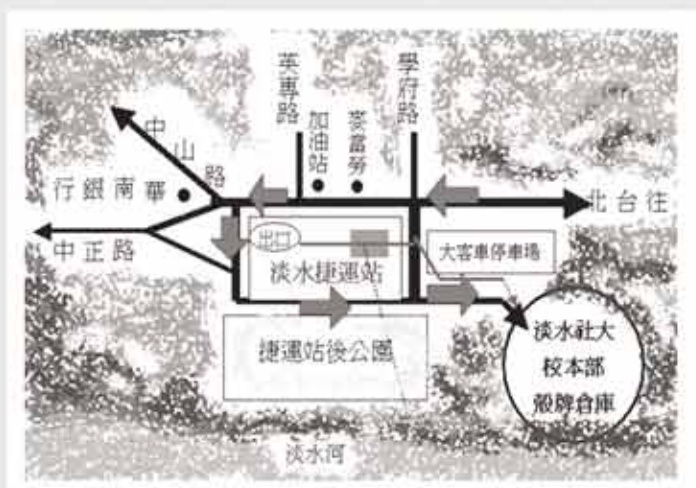 英專路
加油站
麥當勞
學府路
中山路
行銀南華
中正路
北台往
出口
淡水捷運站
大客車停車場
捷運站後公園
淡水社大
校本部
殼牌倉庫
淡水河